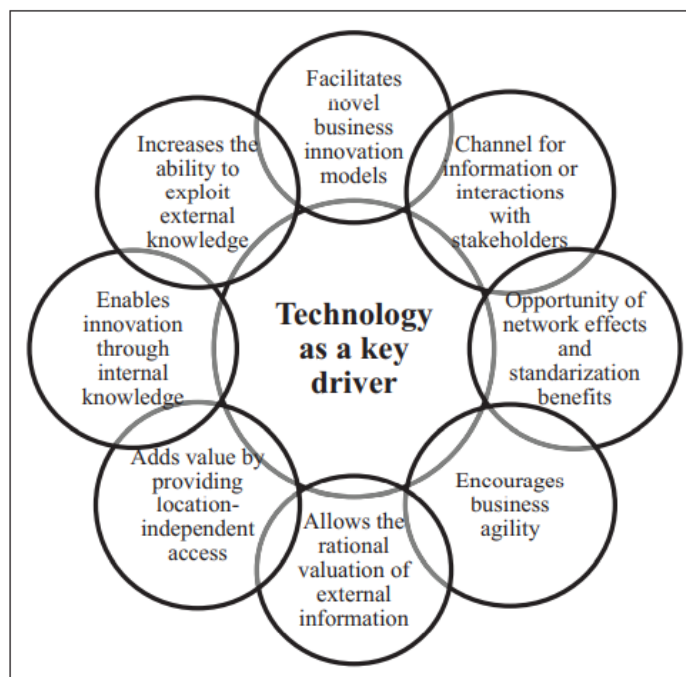 Facilitates
novel
business
innovation
models
Channel for
information or
interactions
with
stakeholders
Opportunity of
network effects
and
standarization
benefits
Encourages
business
agility
Allows the
rational
valuation of
external
information
Adds value by
providing
location-
independent
access
Enables
innovation
through
internal
knowledge
Increases the
ability to
exploit
external
knowledge
Technology
as a key
driver